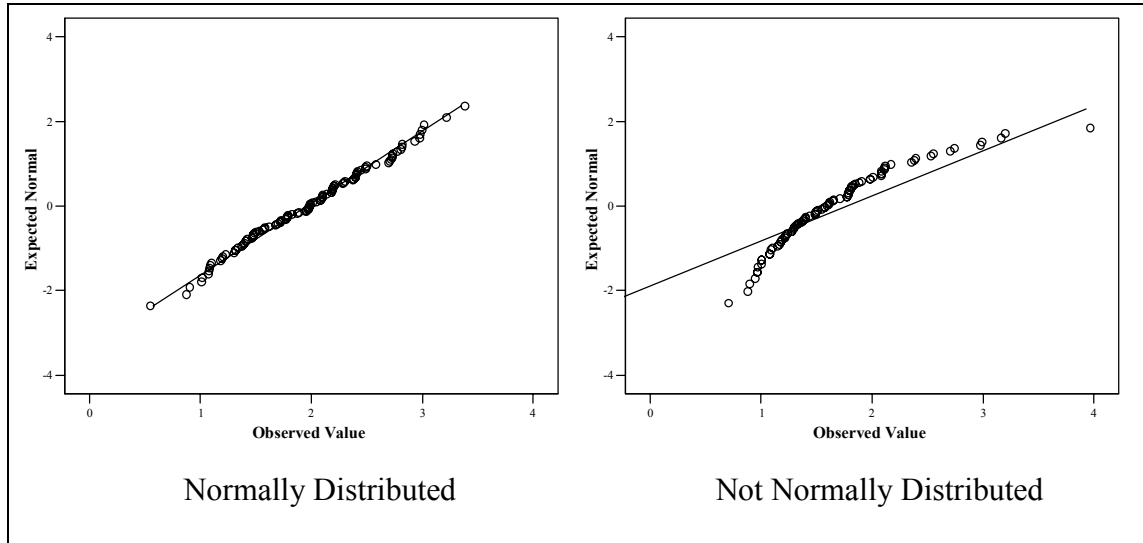 4
2
0
-2
-4
Expected Normal
0 1 2 3 4
Observed Value
Normally Distributed
4
2
0
-2
-4
Expected Normal
0 1 2 3 4
Observed Value
Not Normally Distributed